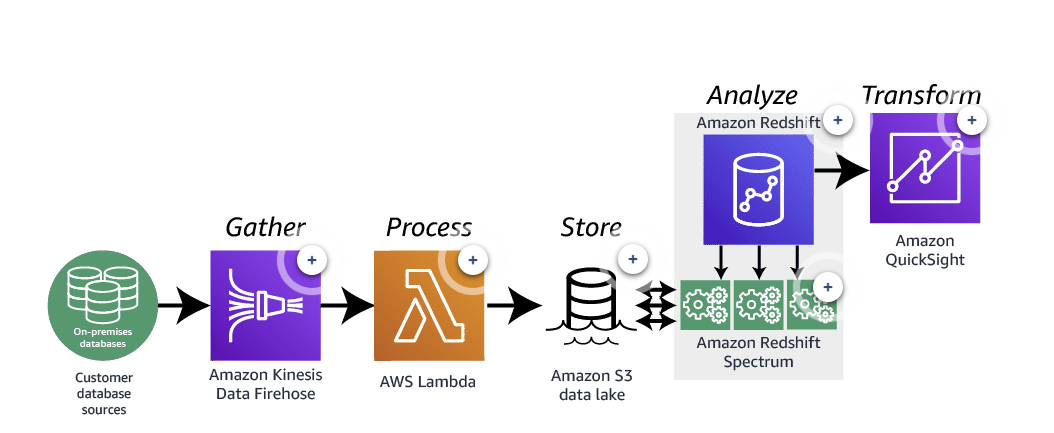 Analyze
Transform
Amazon Redshift
+
+
Gather
Process
Store
+
+
+
+
On-premises
databases
Customer
database
sources
Amazon Kinesis
Data Firehose
AWS Lambda
Amazon S3
data lake
Amazon Redshift
Spectrum
Amazon
QuickSight